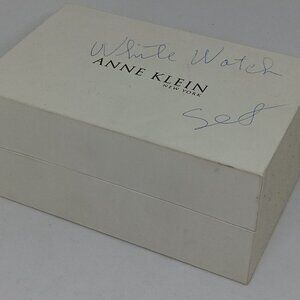 White Watch
ANNE KLEIN
NEW YORK
Set